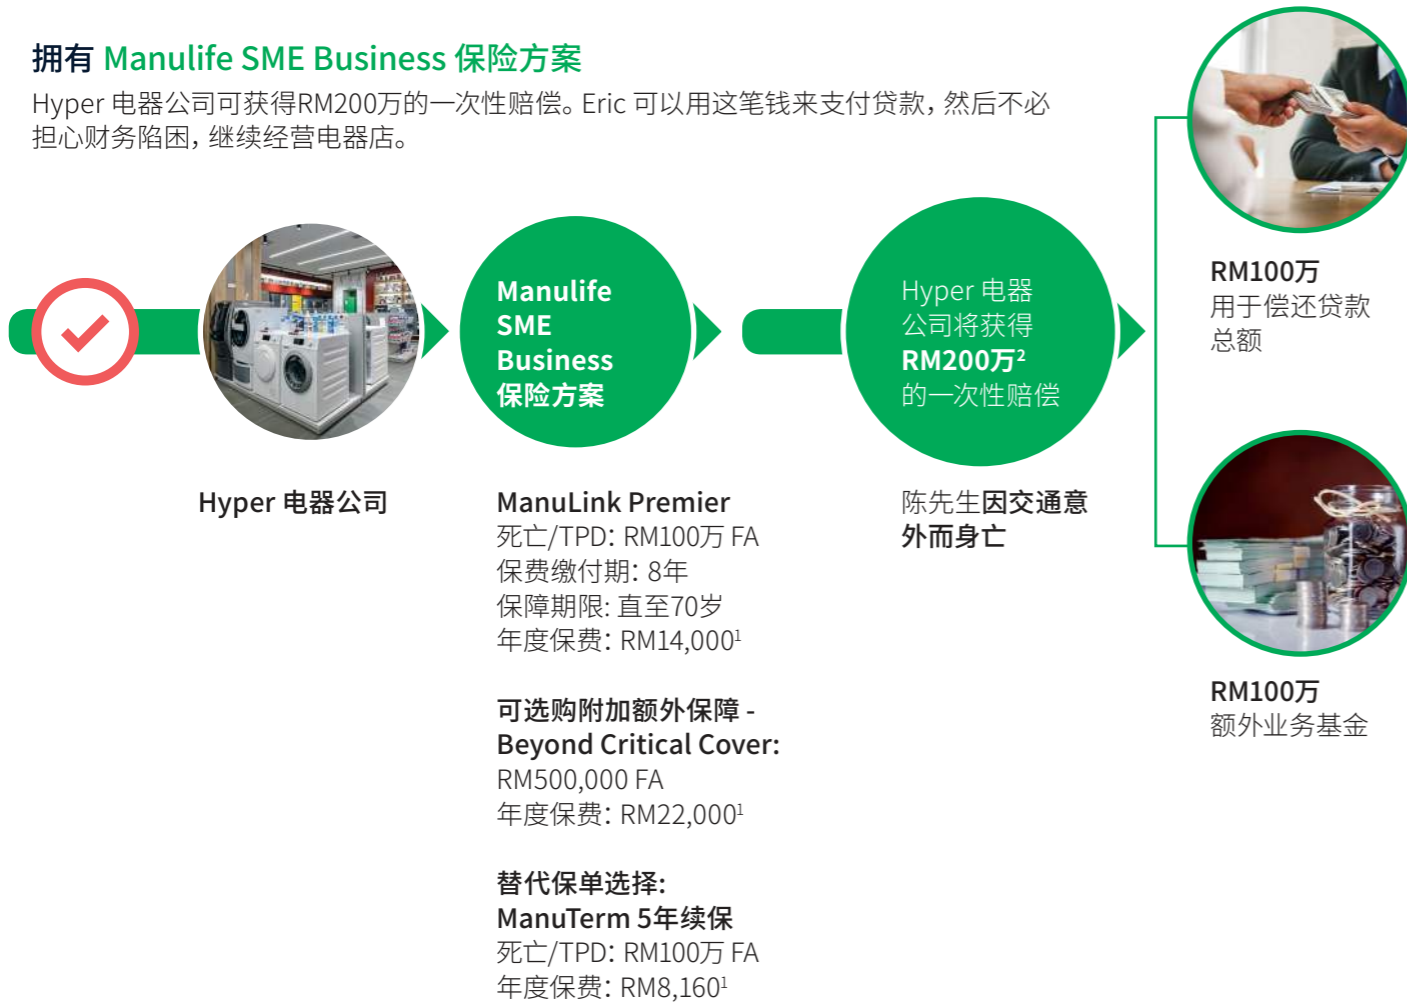 拥有 Manulife SME Business 保险方案
Hyper 电器公司可获得RM200万的一次性赔偿。Eric 可以用这笔钱来支付贷款，然后不必
担心财务陷困，继续经营电器店。
Hyper 电器公司
Manulife
SME
Business
保险方案
ManuLink Premier
死亡/TPD: RM100万 FA
保费缴付期: 8年
保障期限: 直至70岁
年度保费: RM14,000¹
可选购附加额外保障 -
Beyond Critical Cover:
RM500,000 FA
年度保费: RM22,000¹
替代保单选择:
ManuTerm 5年续保
死亡/TPD: RM100万 FA
年度保费: RM8,160¹
Hyper 电器
公司将获得
RM200万²
的一次性赔偿
陈先生因交通意
外而身亡
RM100万
用于偿还贷款
总额
RM100万
额外业务基金